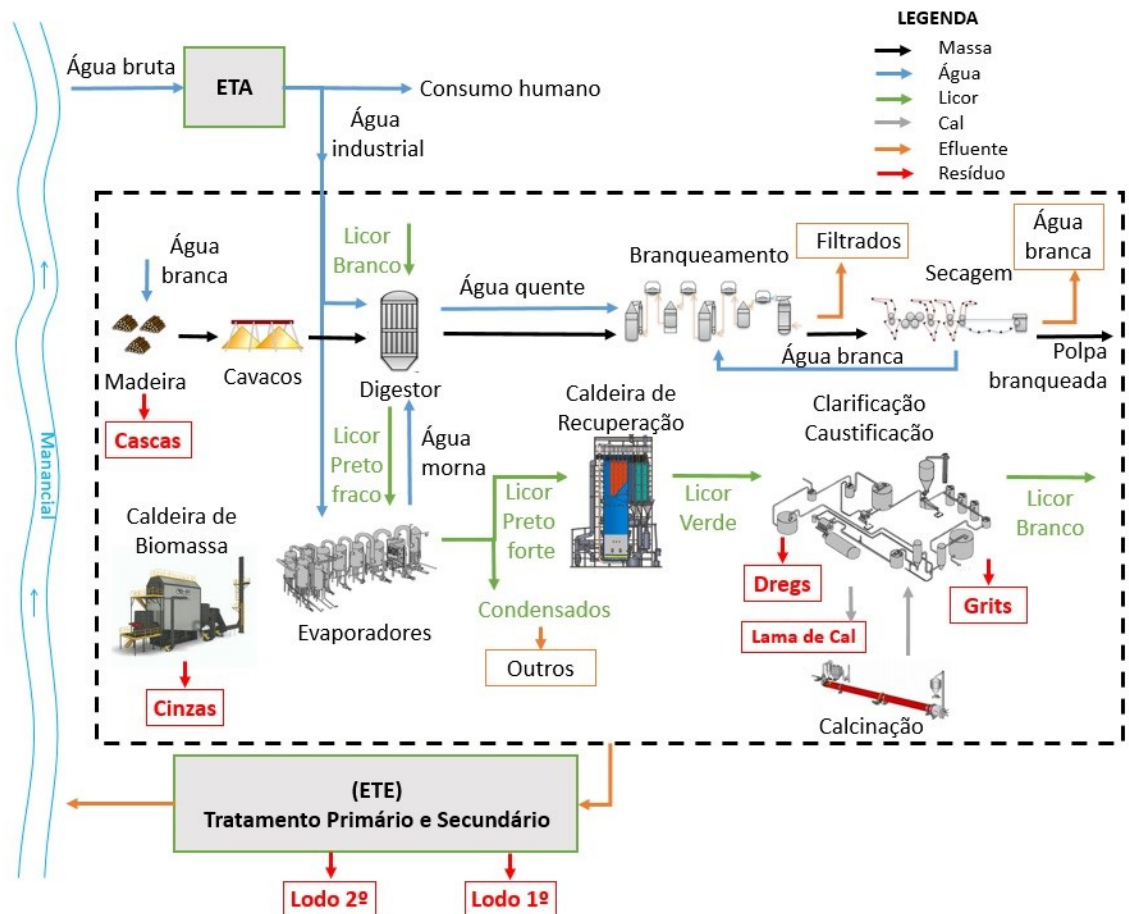 LEGENDA
Massa
Água
Licor
Cal
Efluente
Resíduo
Água bruta
ETA
Consumo humano
Água
industrial
Manancial
Água
branca
Madeira
Cascas
Cavacos
Licor
Branco
Digestor
Água quente
Branqueamento
Filtrados
Água branca
Secagem
Água
branca
Polpa
branqueada
Licor
Preto
fraco
Água
morna
Caldeira de
Biomassa
Cinzas
Evaporadores
Licor
Preto
forte
Condensados
Outros
Caldeira de
Recuperação
Licor
Verde
Clarificação
Caustificação
Dregs
Lama de Cal
Grits
Calcinação
Licor
Branco
(ETE)
Tratamento Primário e Secundário
Lodo 2º
Lodo 1º